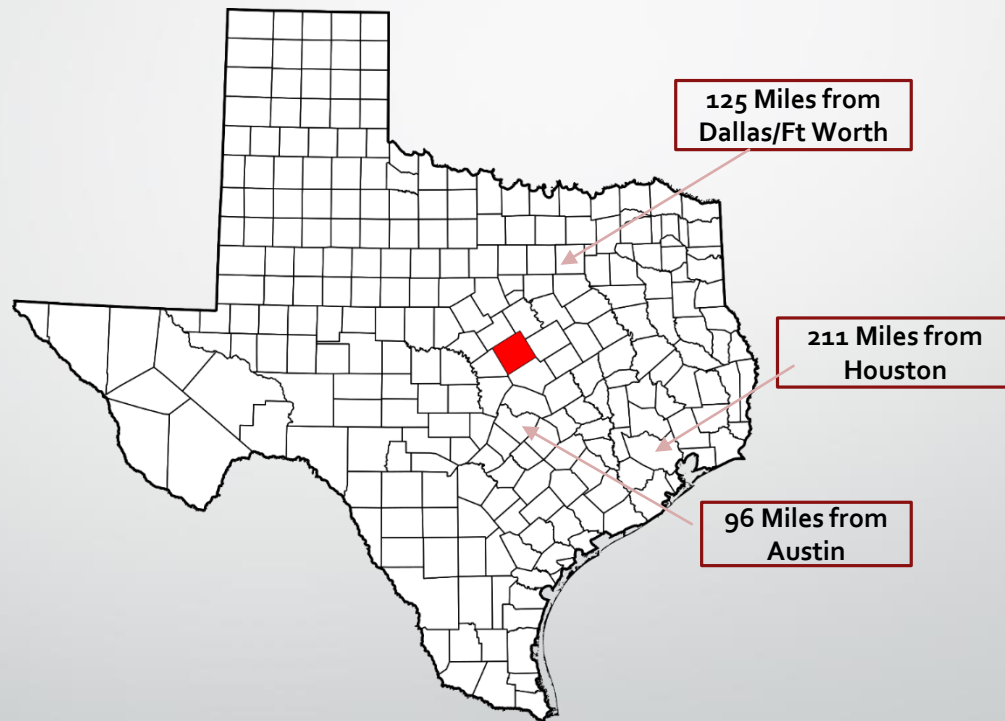 125 Miles from
Dallas/Ft Worth
211 Miles from
Houston
96 Miles from
Austin